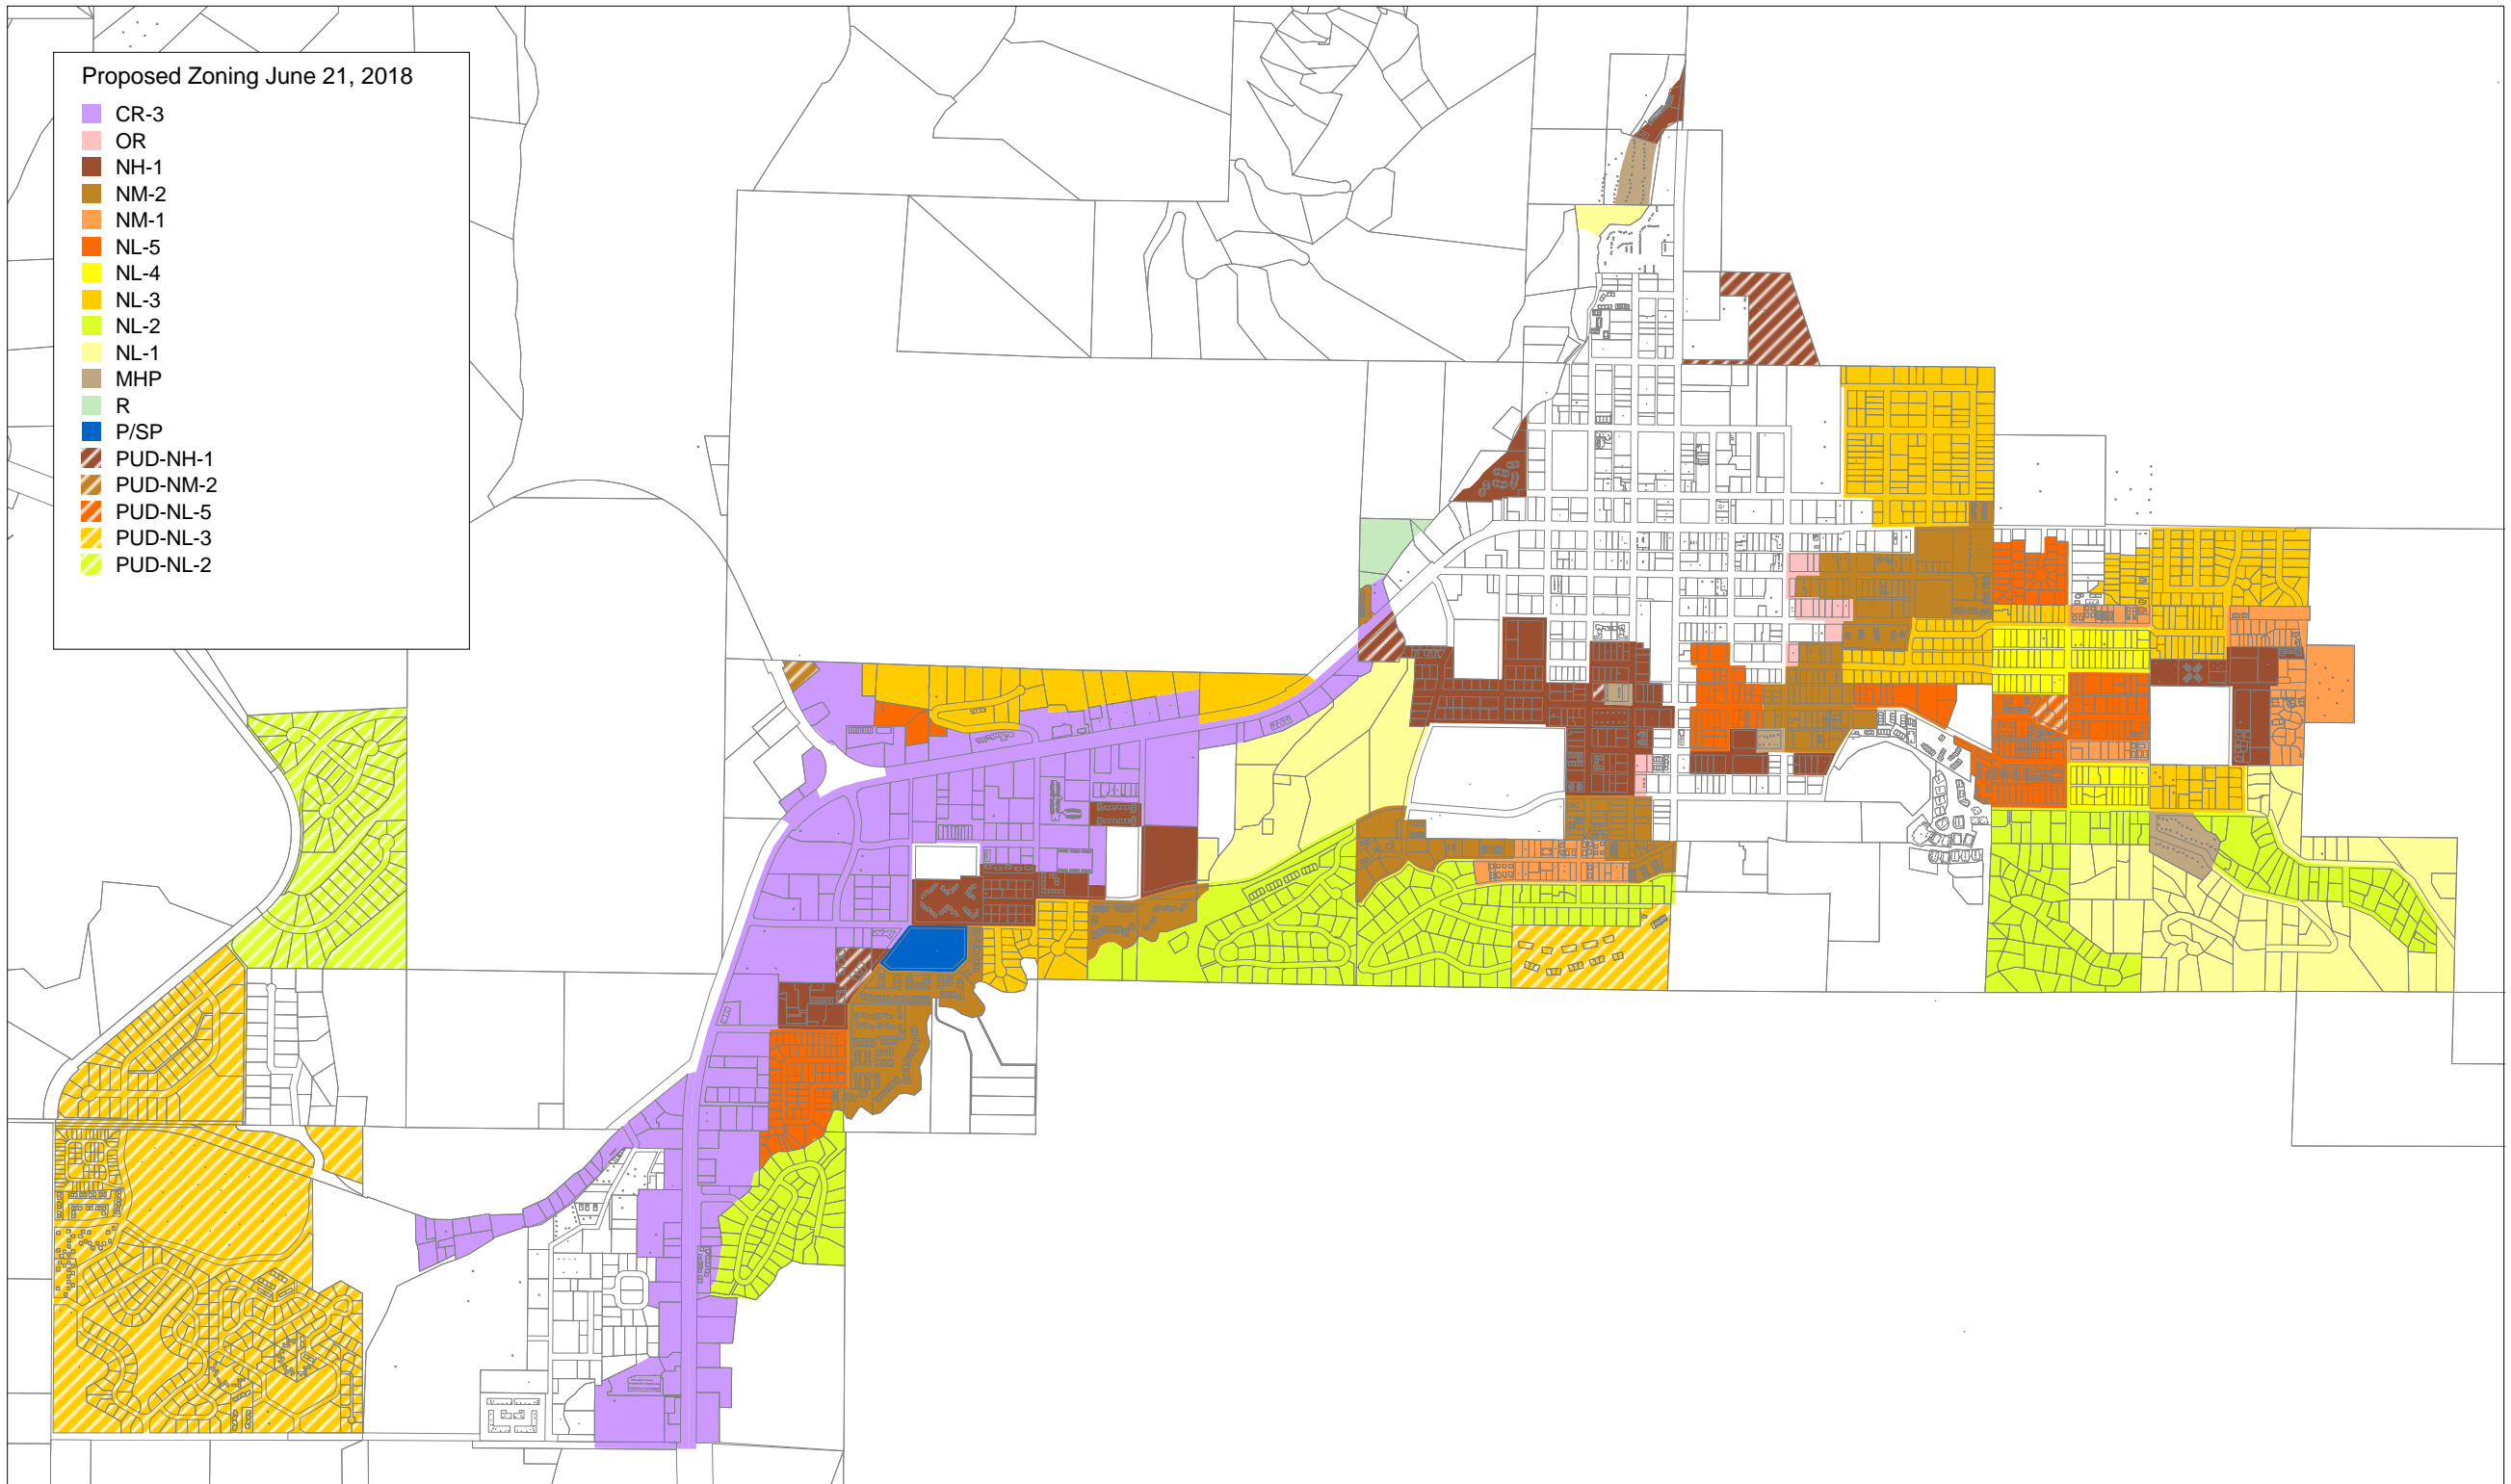 Proposed Zoning June 21, 2018
CR-3
OR
NH-1
NM-2
NM-1
NL-5
NL-4
NL-3
NL-2
NL-1
MHP
R
P/SP
PUD-NH-1
PUD-NM-2
PUD-NL-5
PUD-NL-3
PUD-NL-2